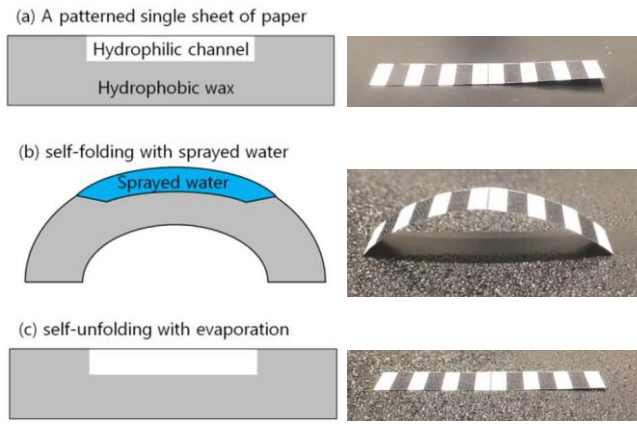 (a) A patterned single sheet of paper
Hydrophilic channel
Hydrophobic wax
(b) self-folding with sprayed water
Sprayed water
(c) self-unfolding with evaporation